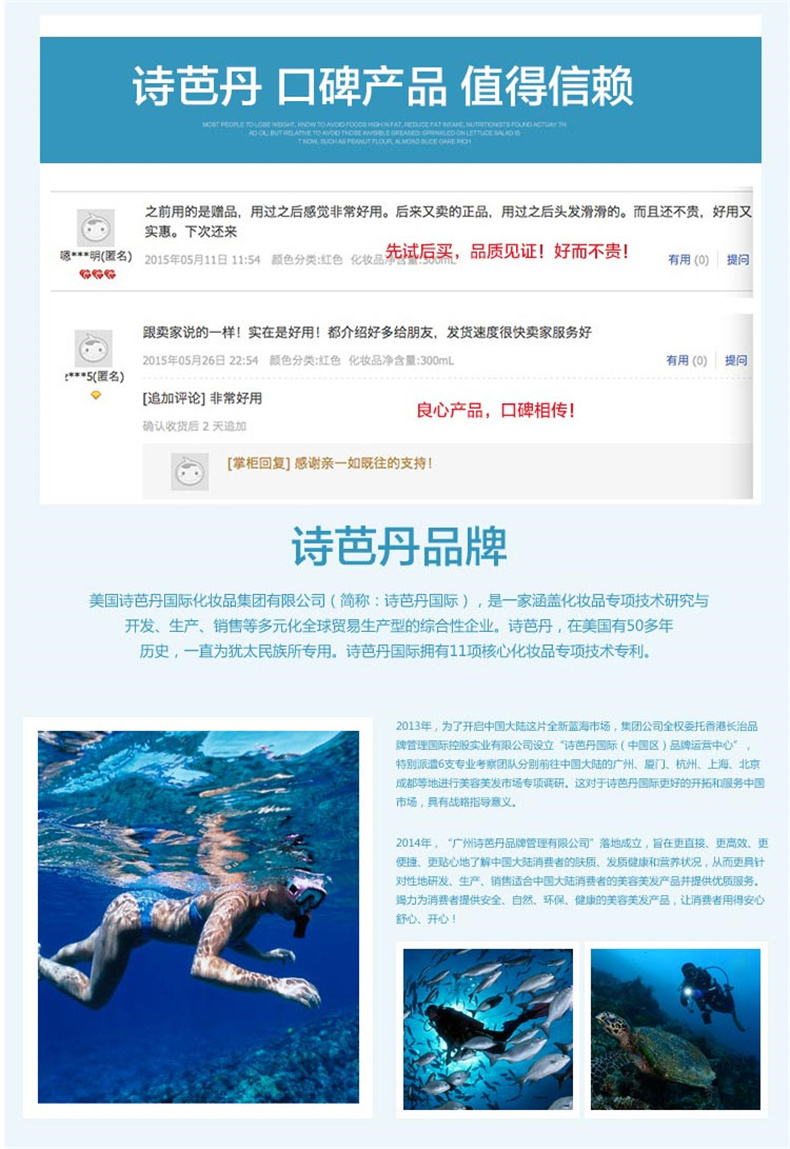 诗芭丹 口碑产品 值得信赖
MOST PEOPLE TO LOSE WEIGHT, KNOW TO AVOID FOODS HIGH IN FAT, REDUCE FAT INTAKE, NUTRITIONISTS FOUND ACTUAY TH
AD OIL; BUT RELATIVE TO AVOID THOSE INVISIBLE GREASED SPRINKLED ON LETTUCE SALAD IS
T NOW, SUCH AS PEANUT FLOUR, ALMOND SLICE DARE RICH
之前用的是赠品，用过之后感觉非常好用。后来又卖的正品，用过之后头发滑滑的。而且还不贵，好用又
实惠。下次还来
嗯***明(匿名)
先试后买，品质见证！好而不贵！
2015年05月11日 11:54 颜色分类:红色 化妆品净含量:300mL
有用 (0) 提问
跟卖家说的一样！实在是好用！都介绍好多给朋友，发货速度很快卖家服务好
2015年05月26日 22:54 颜色分类:红色 化妆品净含量:300mL
有用 (0) 提问
t***5(匿名)
[追加评论] 非常好用
良心产品，口碑相传！
确认收货后 2 天追加
[掌柜回复] 感谢亲一如既往的支持！
诗芭丹品牌
美国诗芭丹国际化妆品集团有限公司（简称：诗芭丹国际），是一家涵盖化妆品专项技术研究与
开发、生产、销售等多元化全球贸易生产型的综合性企业。诗芭丹，在美国有50多年
历史，一直为犹太民族所专用。诗芭丹国际拥有11项核心化妆品专项技术专利。
2013年，为了开启中国大陆这片全新蓝海市场，集团公司全权委托香港长治品
牌管理国际控股实业有限公司设立“诗芭丹国际（中国区）品牌运营中心”，
特别派遣6支专业考察团队分别前往中国大陆的广州、厦门、杭州、上海、北京
成都等地进行美容美发市场专项调研。这对于诗芭丹国际更好的开拓和服务中国
市场，具有战略指导意义。
2014年，“广州诗芭丹品牌管理有限公司”落地成立，旨在更直接、更高效、更
便捷、更贴心地了解中国大陆消费者的肤质、发质健康和营养状况，从而更具针
对性地研发、生产、销售适合中国大陆消费者的美容美发产品并提供优质服务。
竭力为消费者提供安全、自然、环保、健康的美容美发产品，让消费者用得安心
舒心、开心！